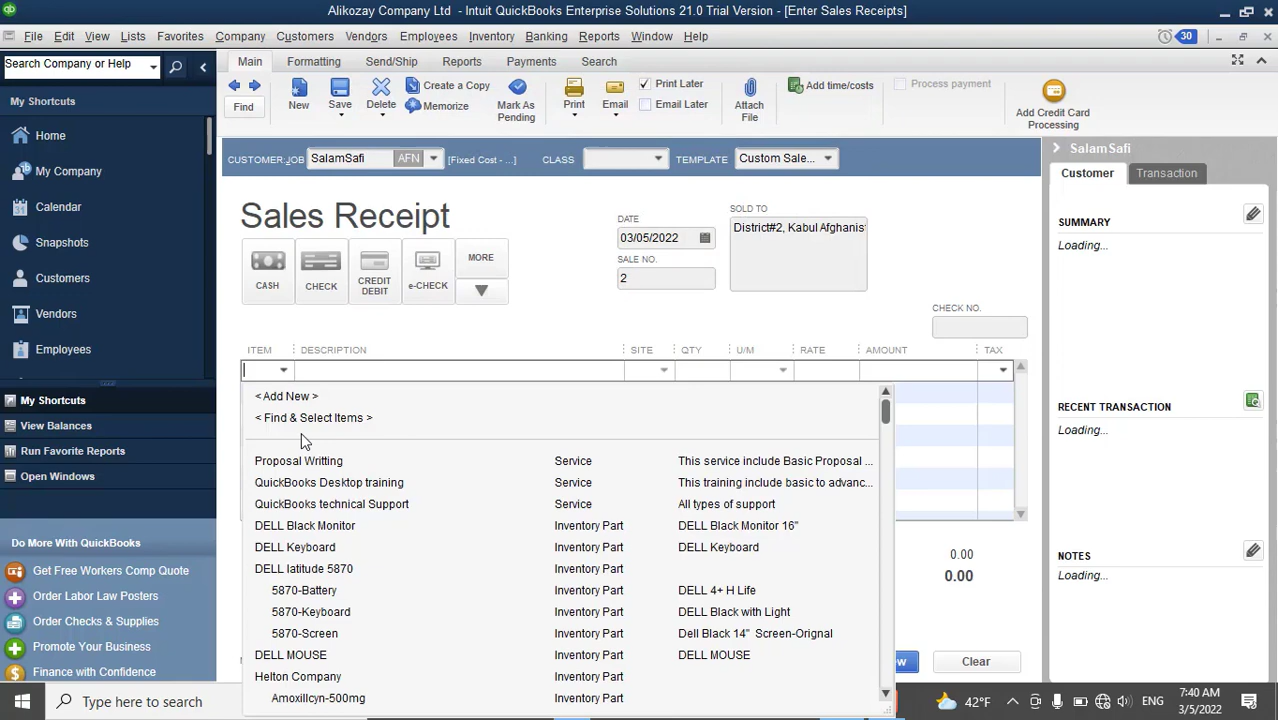 Alikozay Company Ltd - Intuit QuickBooks Enterprise Solutions 21.0 Trial Version - [Enter Sales Receipts]
File Edit View Lists Favorites Company Customers Vendors Employees Inventory Banking Reports Window Help 30
Search Company or Help
Main Formatting Send/Ship Reports Payments Search
Find New Save Delete Create a Copy Memorize Mark As Pending Print Email Print Later Email Later Attach File Add time/costs Process payment Add Credit Card Processing
My Shortcuts
Home
My Company
Calendar
Snapshots
Customers
Vendors
Employees
My Shortcuts
View Balances
Run Favorite Reports
Open Windows
Do More With QuickBooks
Get Free Workers Comp Quote
Order Labor Law Posters
Order Checks & Supplies
Promote Your Business
Finance with Confidence
CUSTOMER:JOB SalamSafi AFN [Fixed Cost - ...] CLASS TEMPLATE Custom Sale...
Sales Receipt
CASH CHECK CREDIT DEBIT e-CHECK MORE
DATE
03/05/2022
SALE NO.
2
SOLD TO
District#2, Kabul Afghanis
CHECK NO.
ITEM DESCRIPTION SITE QTY U/M RATE AMOUNT TAX
< Add New >
< Find & Select Items >
Proposal Writting Service This service include Basic Proposal ...
QuickBooks Desktop training Service This training include basic to advanc...
QuickBooks technical Support Service All types of support
DELL Black Monitor Inventory Part DELL Black Monitor 16"
DELL Keyboard Inventory Part DELL Keyboard
DELL latitude 5870 Inventory Part
5870-Battery Inventory Part DELL 4+ H Life
5870-Keyboard Inventory Part DELL Black with Light
5870-Screen Inventory Part Dell Black 14" Screen-Orignal
DELL MOUSE Inventory Part DELL MOUSE
Helton Company Inventory Part
Amoxillcyn-500mg Inventory Part
0.00
0.00
Clear
SalamSafi
Customer Transaction
SUMMARY
Loading...
RECENT TRANSACTION
Loading...
NOTES
Loading...
Type here to search
42°F ENG 7:40 AM
3/5/2022